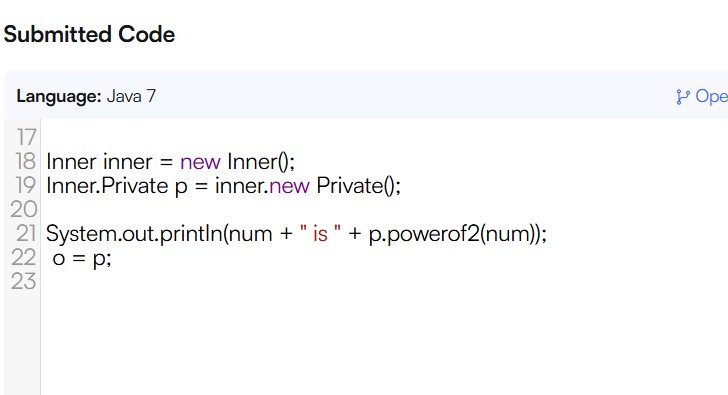 Submitted Code
Language: Java 7
Ope
17
18 Inner inner = new Inner();
19 Inner.Private p = inner.new Private();
20
21 System.out.println(num + " is " + p.powerof2(num));
22 o = p;
23